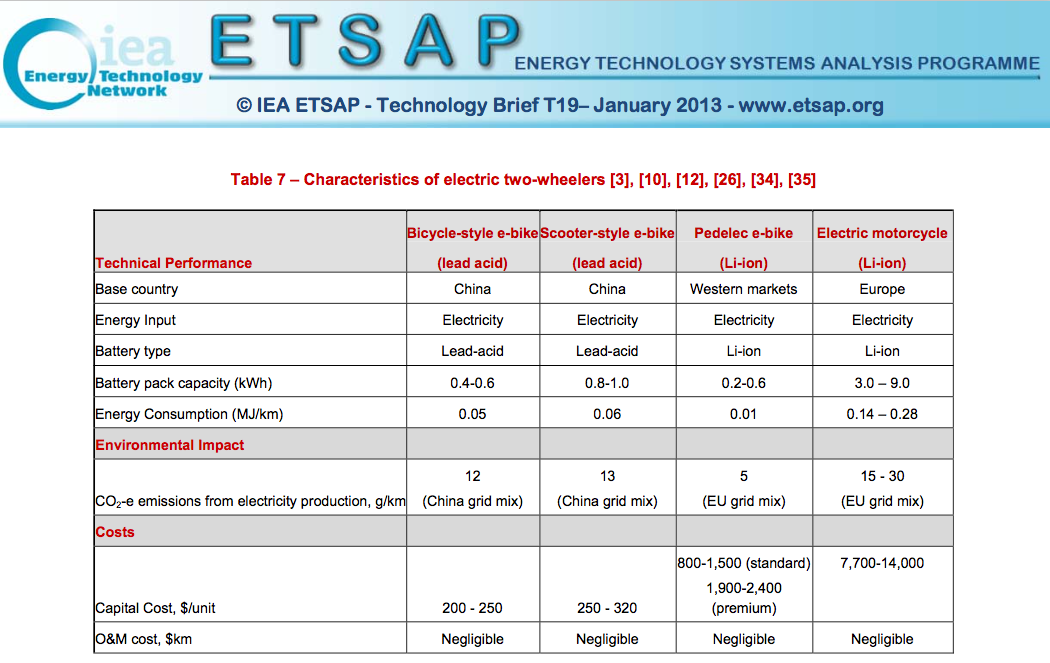 iea
Energy Technology
Network
ETSAP
ENERGY TECHNOLOGY SYSTEMS ANALYSIS PROGRAMME
© IEA ETSAP - Technology Brief T19– January 2013 - www.etsap.org
Table 7 – Characteristics of electric two-wheelers [3], [10], [12], [26], [34], [35]
Technical Performance Bicycle-style e-bike (lead acid) Scooter-style e-bike (lead acid) Pedelec e-bike (Li-ion) Electric motorcycle (Li-ion)
Base country China China Western markets Europe
Energy Input Electricity Electricity Electricity Electricity
Battery type Lead-acid Lead-acid Li-ion Li-ion
Battery pack capacity (kWh) 0.4-0.6 0.8-1.0 0.2-0.6 3.0 – 9.0
Energy Consumption (MJ/km) 0.05 0.06 0.01 0.14 – 0.28
Environmental Impact
12 13 5 15 - 30
CO₂-e emissions from electricity production, g/km (China grid mix) (China grid mix) (EU grid mix) (EU grid mix)
Costs
800-1,500 (standard) 7,700-14,000
1,900-2,400
Capital Cost, $/unit 200 - 250 250 - 320 (premium)
O&M cost, $km Negligible Negligible Negligible Negligible